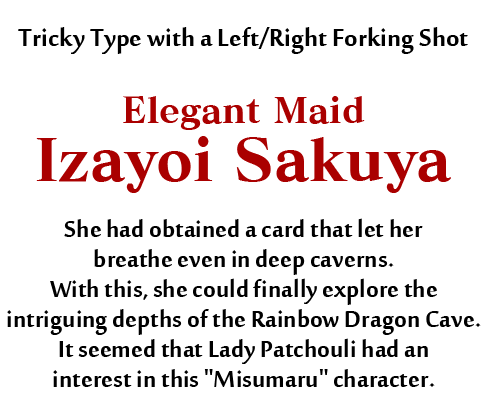 Tricky Type with a Left/Right Forking Shot
Elegant Maid
Izayoi Sakuya
She had obtained a card that let her
breathe even in deep caverns.
With this, she could finally explore the
intriguing depths of the Rainbow Dragon Cave.
It seemed that Lady Patchouli had an
interest in this "Misumaru" character.